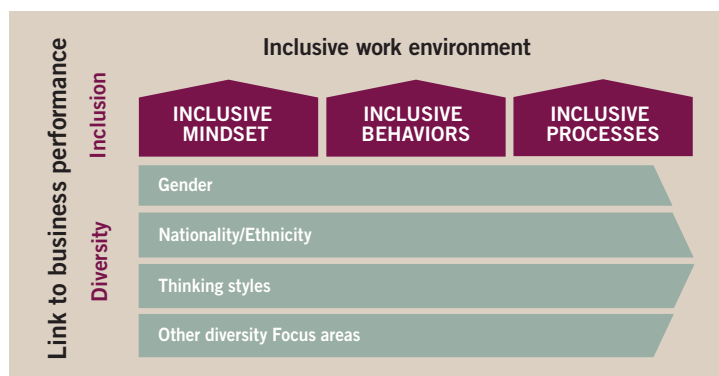 Inclusive work environment
Link to business performance
Inclusion
INCLUSIVE
MINDSET
INCLUSIVE
BEHAVIORS
INCLUSIVE
PROCESSES
Diversity
Gender
Nationality/Ethnicity
Thinking styles
Other diversity Focus areas